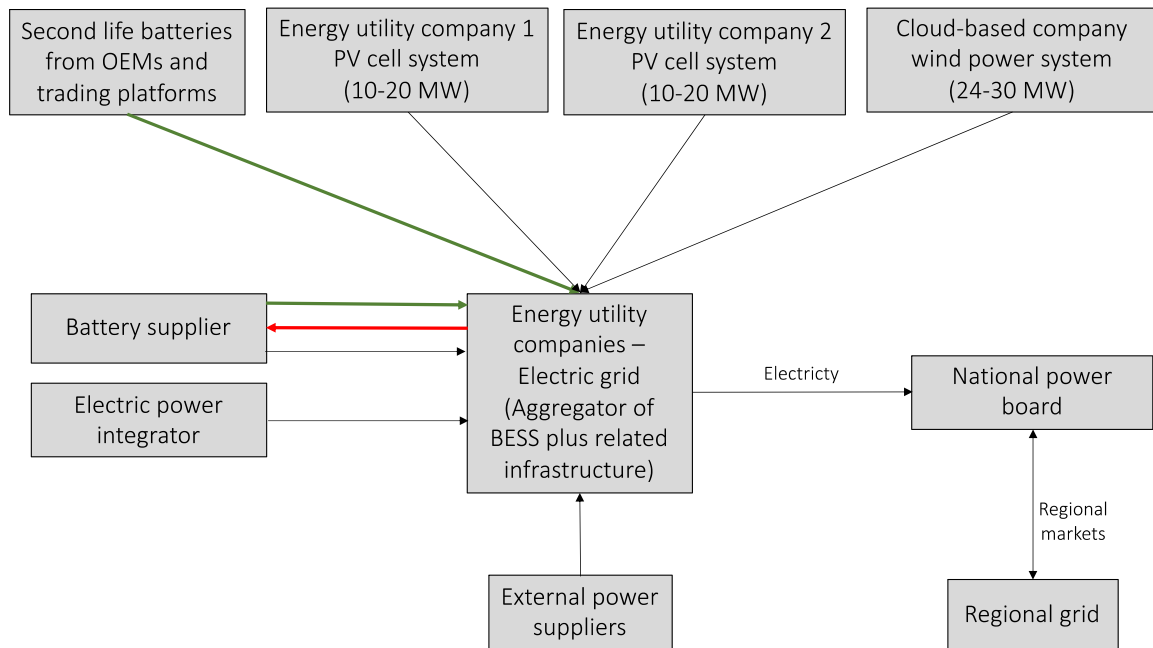 Second life batteries
from OEMs and
trading platforms
Energy utility company 1
PV cell system
(10-20 MW)
Energy utility company 2
PV cell system
(10-20 MW)
Cloud-based company
wind power system
(24-30 MW)
Battery supplier
Electric power
integrator
Energy utility
companies –
Electric grid
(Aggregator of
BESS plus related
infrastructure)
Electricty
National power
board
Regional
markets
External power
suppliers
Regional grid